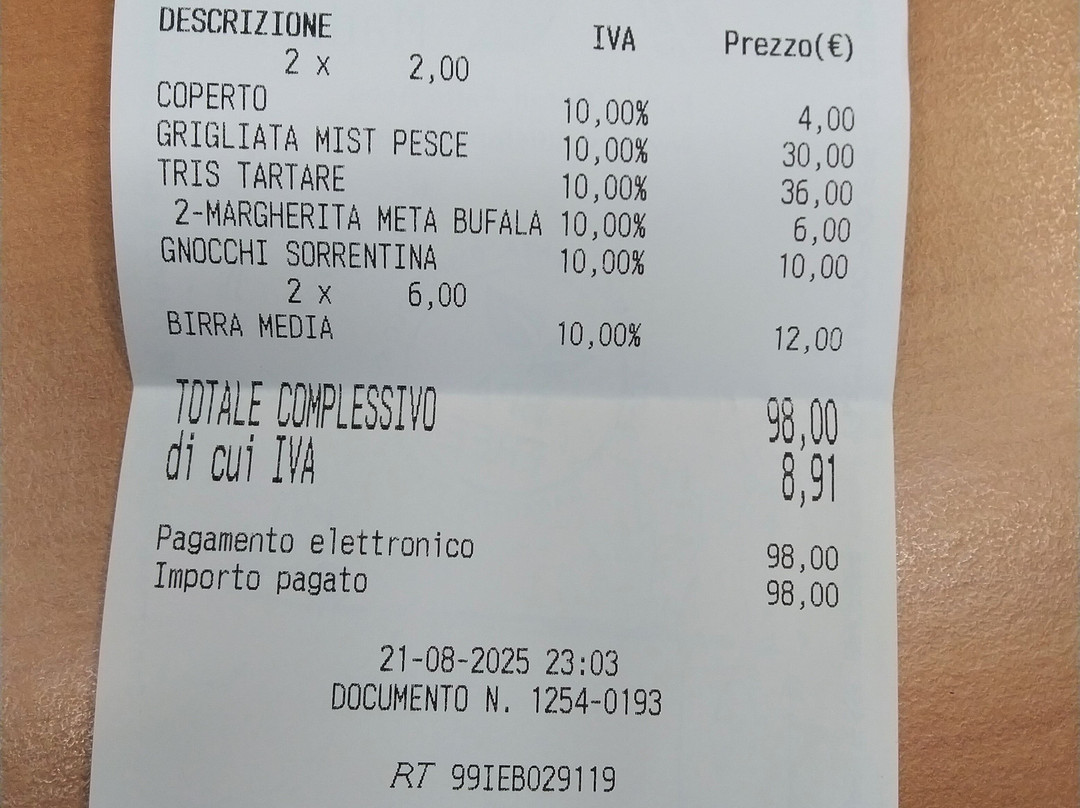 DESCRIZIONE IVA Prezzo(€)
2 x 2,00
COPERTO 10,00% 4,00
GRIGLIATA MIST PESCE 10,00% 30,00
TRIS TARTARE 10,00% 36,00
2-MARGHERITA META BUFALA 10,00% 6,00
GNOCCHI SORRENTINA 10,00% 10,00
2 x 6,00
BIRRA MEDIA 10,00% 12,00
TOTALE COMPLESSIVO 98,00
di cui IVA 8,91
Pagamento elettronico 98,00
Importo pagato 98,00
21-08-2025 23:03
DOCUMENTO N. 1254-0193
RT 99IEB029119